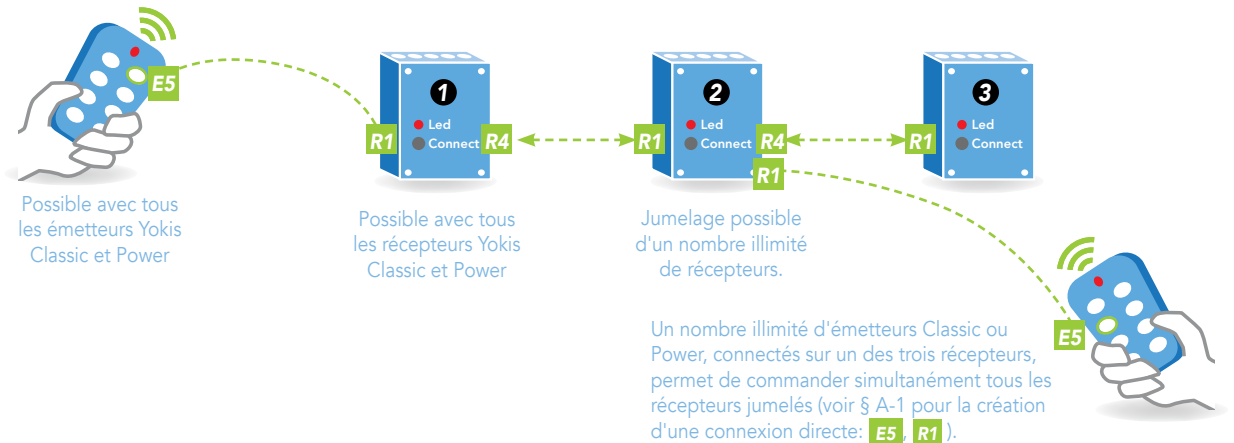 E5
R1
1
Led
Connect
R4
R1
2
Led
Connect
R4
R1
R1
3
Led
Connect
Possible avec tous
les émetteurs Yokis
Classic et Power
Possible avec tous
les récepteurs Yokis
Classic et Power
Jumelage possible
d'un nombre illimité
de récepteurs.
E5
Un nombre illimité d'émetteurs Classic ou
Power, connectés sur un des trois récepteurs,
permet de commander simultanément tous les
récepteurs jumelés (voir § A-1 pour la création
d'une connexion directe: E5, R1 ).